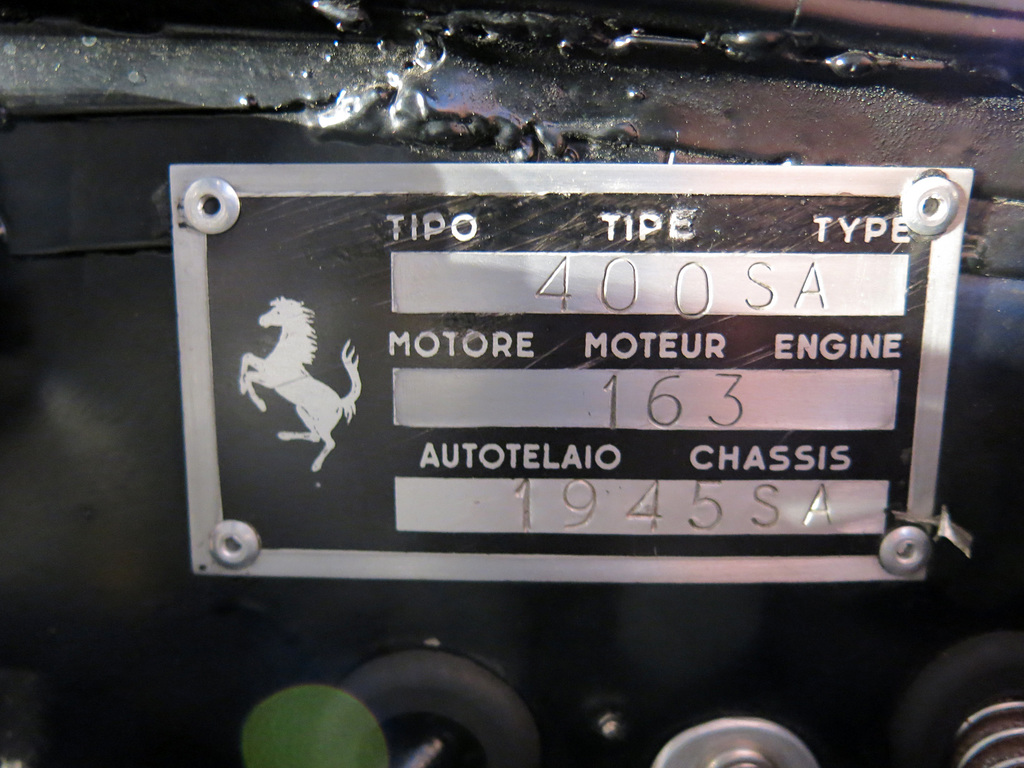 TIPO TIPE TYPE
400SA
MOTORE MOTEUR ENGINE
163
AUTOTELAIO CHASSIS
1945SA